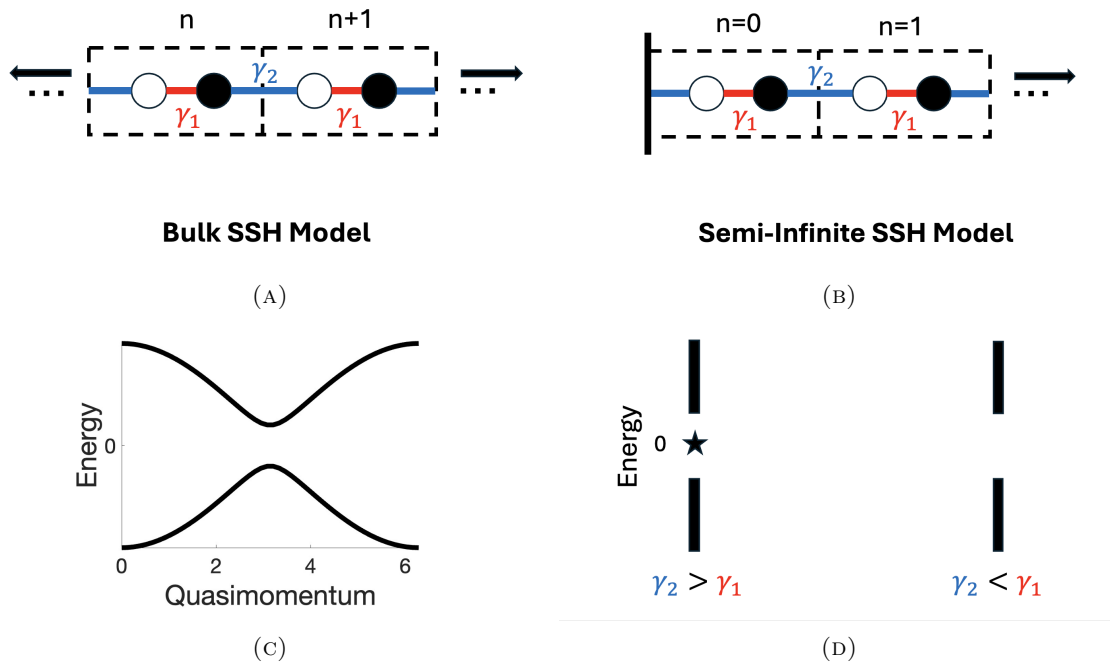 n
n+1
γ₂
γ₁
γ₁
Bulk SSH Model
(A)
n=0
n=1
γ₂
γ₁
γ₁
Semi-Infinite SSH Model
(B)
Energy
0
0
2
4
6
Quasimomentum
(C)
Energy
0
γ₂ > γ₁
γ₂ < γ₁
(D)